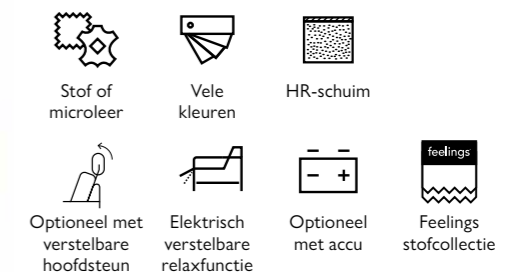 Stof of
microleer
Vele
kleuren
HR-schuim
feelings
Optioneel met
verstelbare
hoofdsteun
Elektrisch
verstelbare
relaxfunctie
Optioneel
met accu
Feelings
stofcollectie